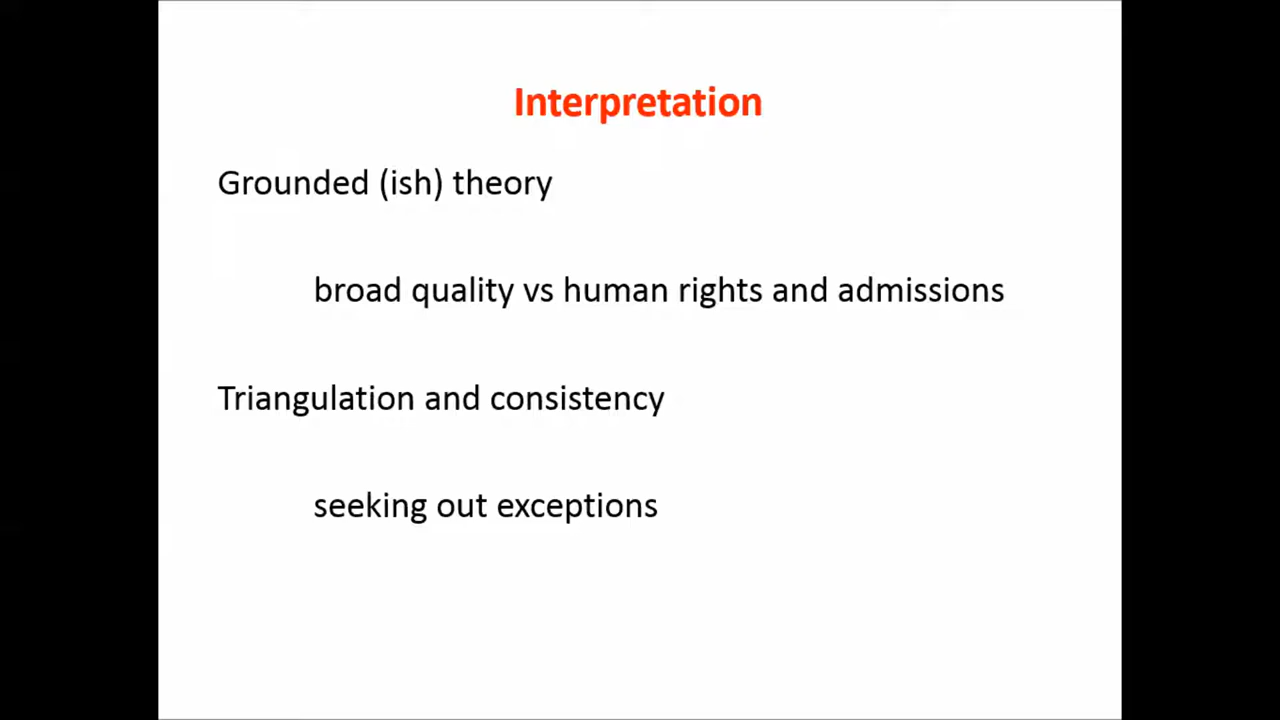 Interpretation
Grounded (ish) theory
broad quality vs human rights and admissions
Triangulation and consistency
seeking out exceptions